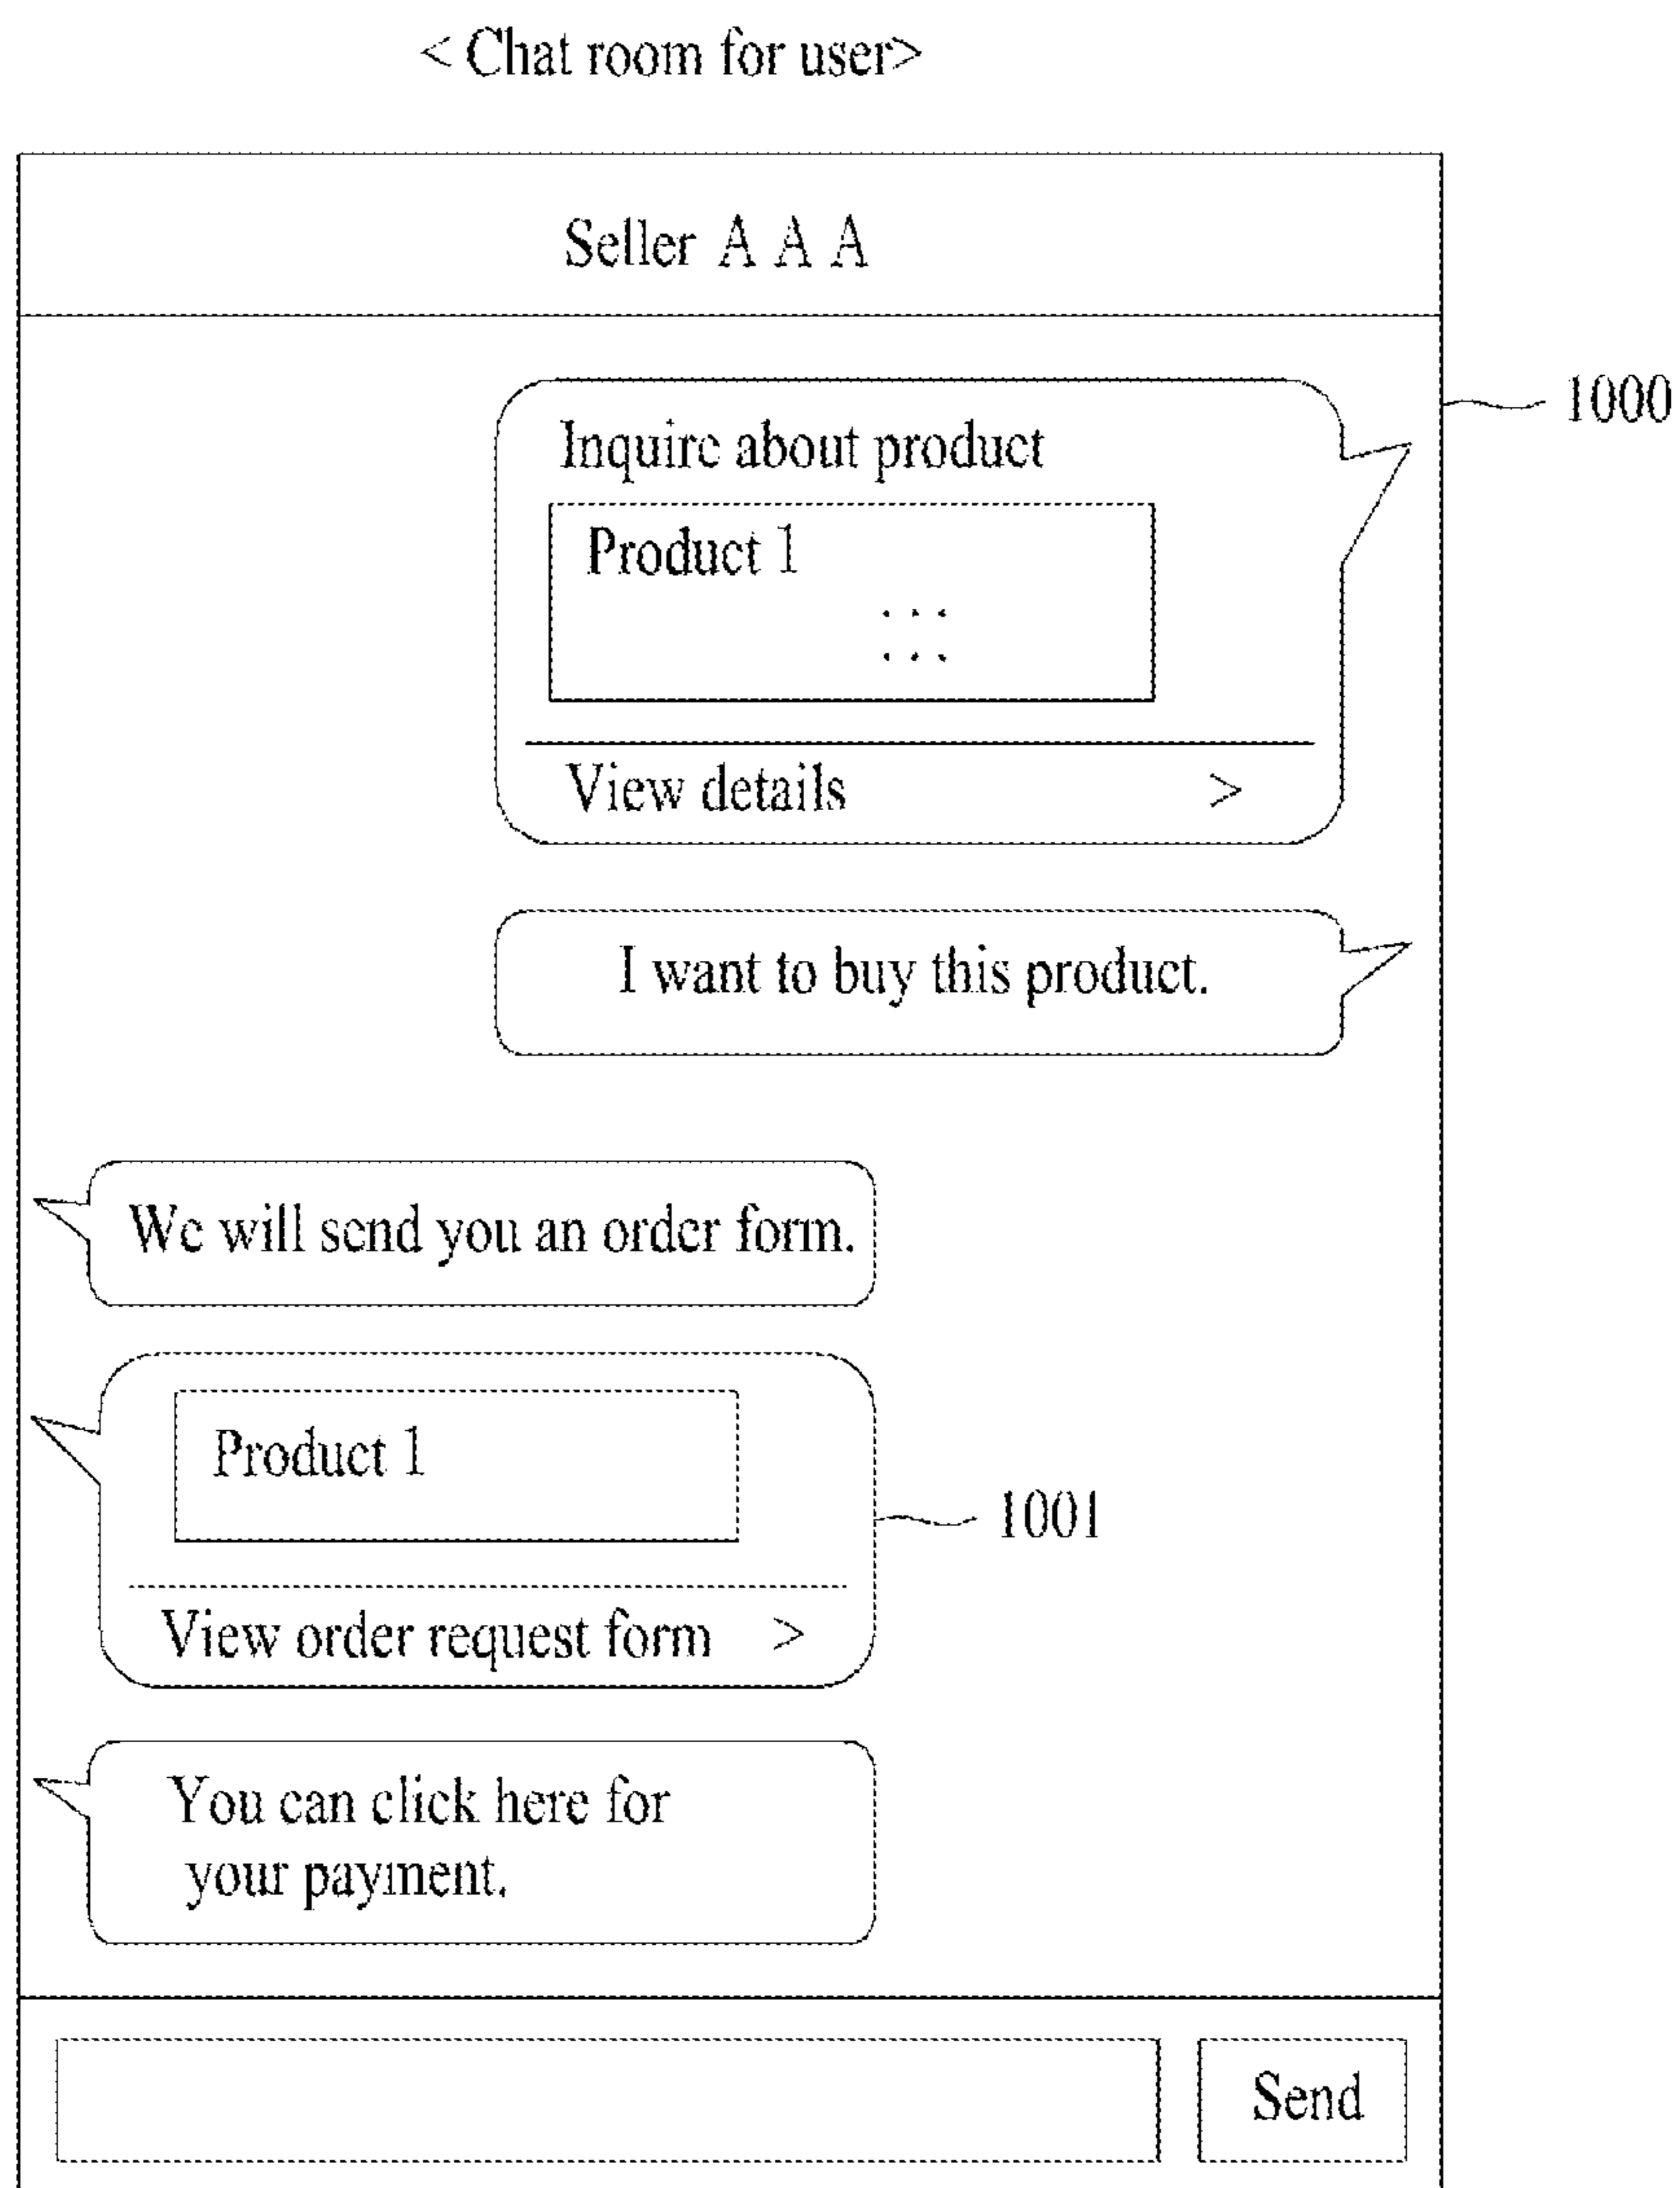 < Chat room for user>
Seller A A A
1000
Inquire about product
Product 1
View details >
I want to buy this product.
We will send you an order form.
Product 1
1001
View order request form >
You can click here for
your payment.
Send